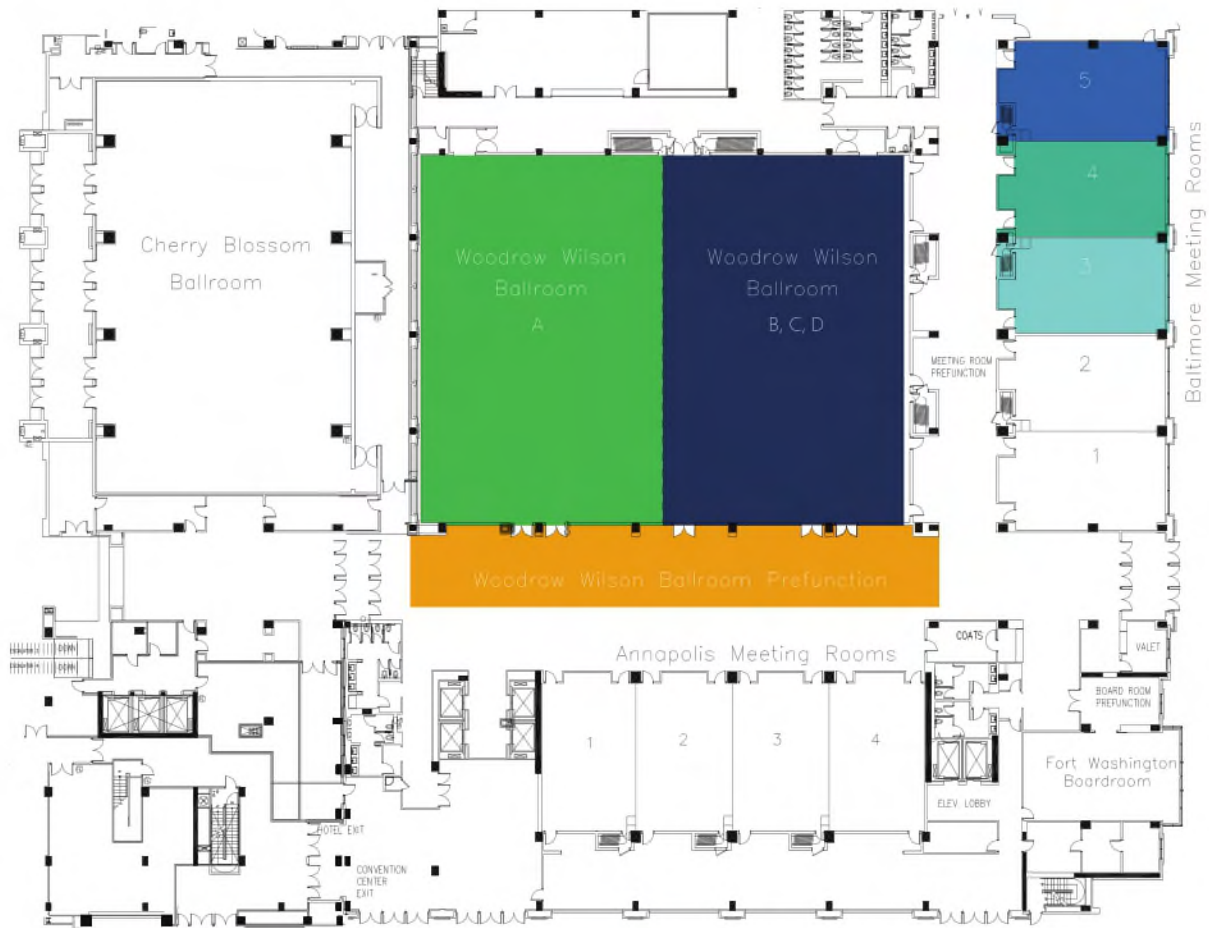 5
4
3
2
1
Baltimore Meeting Rooms
Cherry Blossom
Ballroom
Woodrow Wilson
Ballroom
A
Woodrow Wilson
Ballroom
B, C, D
MEETING ROOM
PREFUNCTION
Woodrow Wilson Ballroom Prefunction
Annapolis Meeting Rooms
1
2
3
4
COATS
VALET
BOARD ROOM
PREFUNCTION
Fort Washington
Boardroom
ELEV LOBBY
DOWN
DOWN
HOTEL EXIT
CONVENTION
CENTER
EXIT